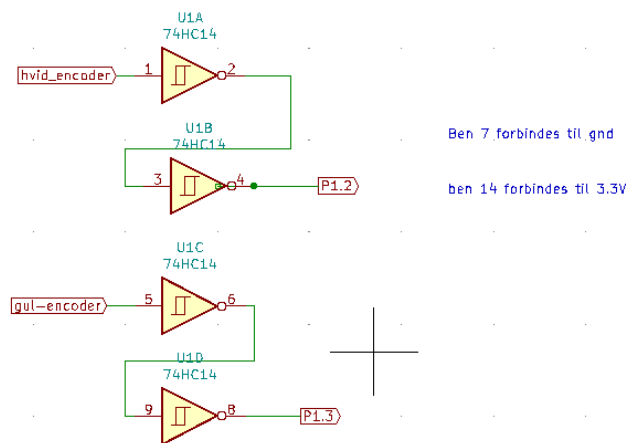 U1A
74HC14
hvid_encoder
1
2
U1B
74HC14
3
4
P1.2
Ben 7 forbindes til gnd
ben 14 forbindes til 3.3V
U1C
74HC14
gul-encoder
5
6
U1D
74HC14
9
8
P1.3